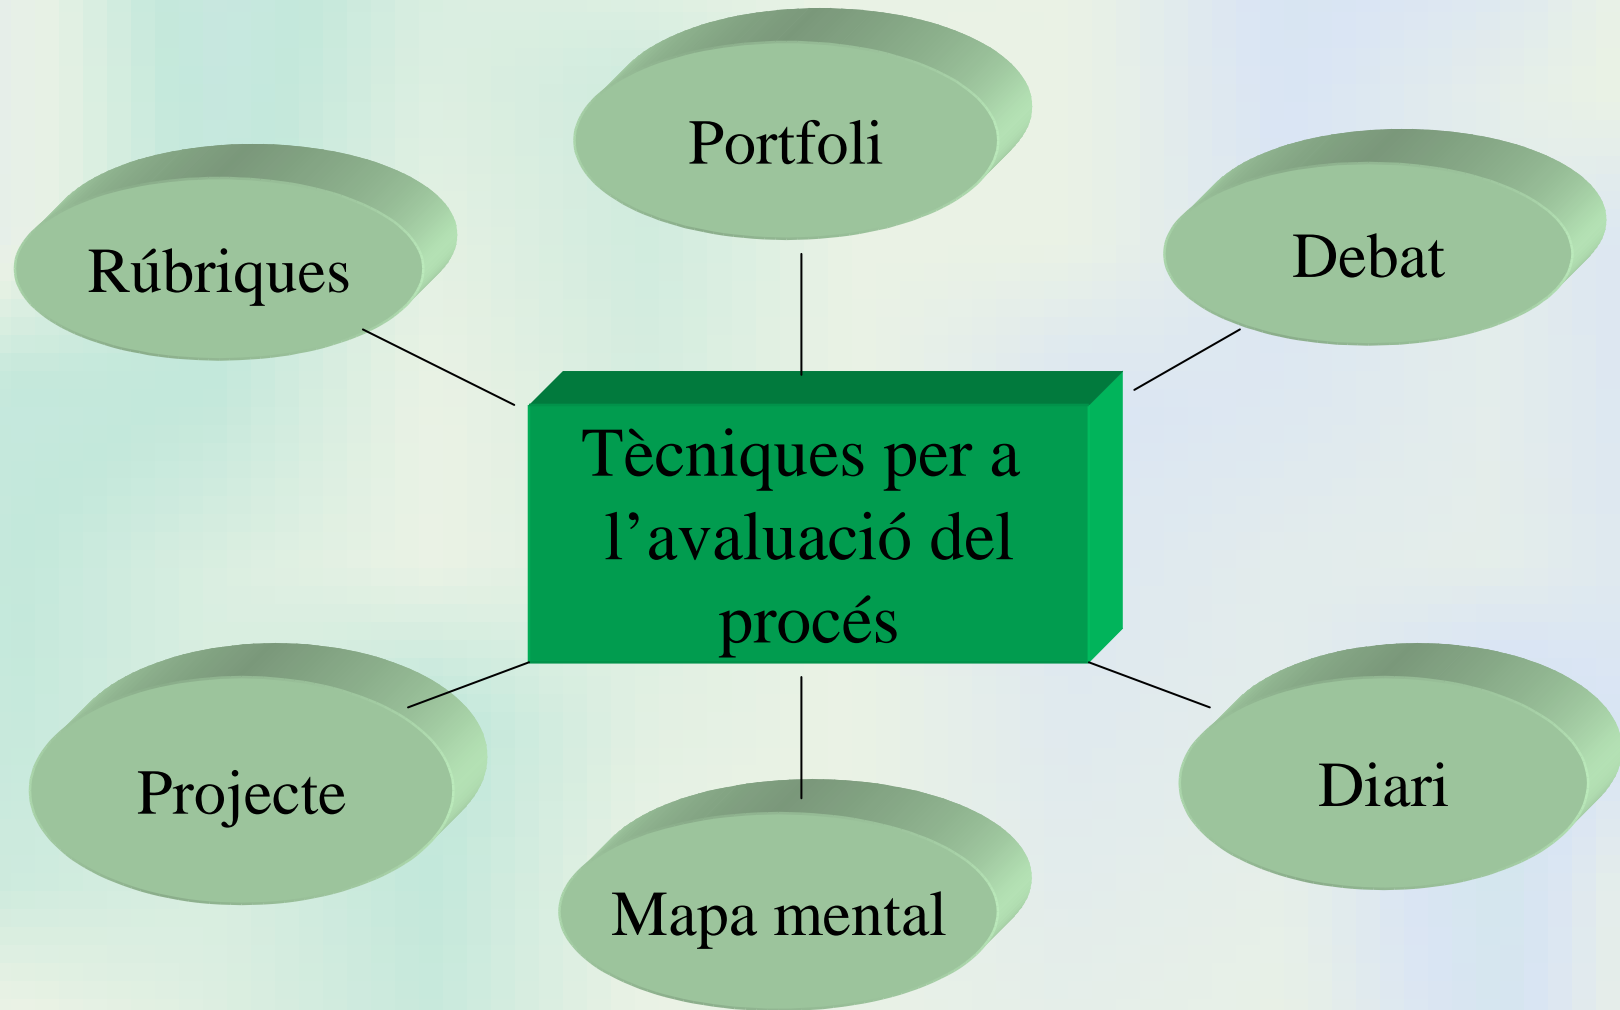 Portfoli
Rúbriques
Debat
Tècniques per a
l’avaluació del
procés
Projecte
Diari
Mapa mental